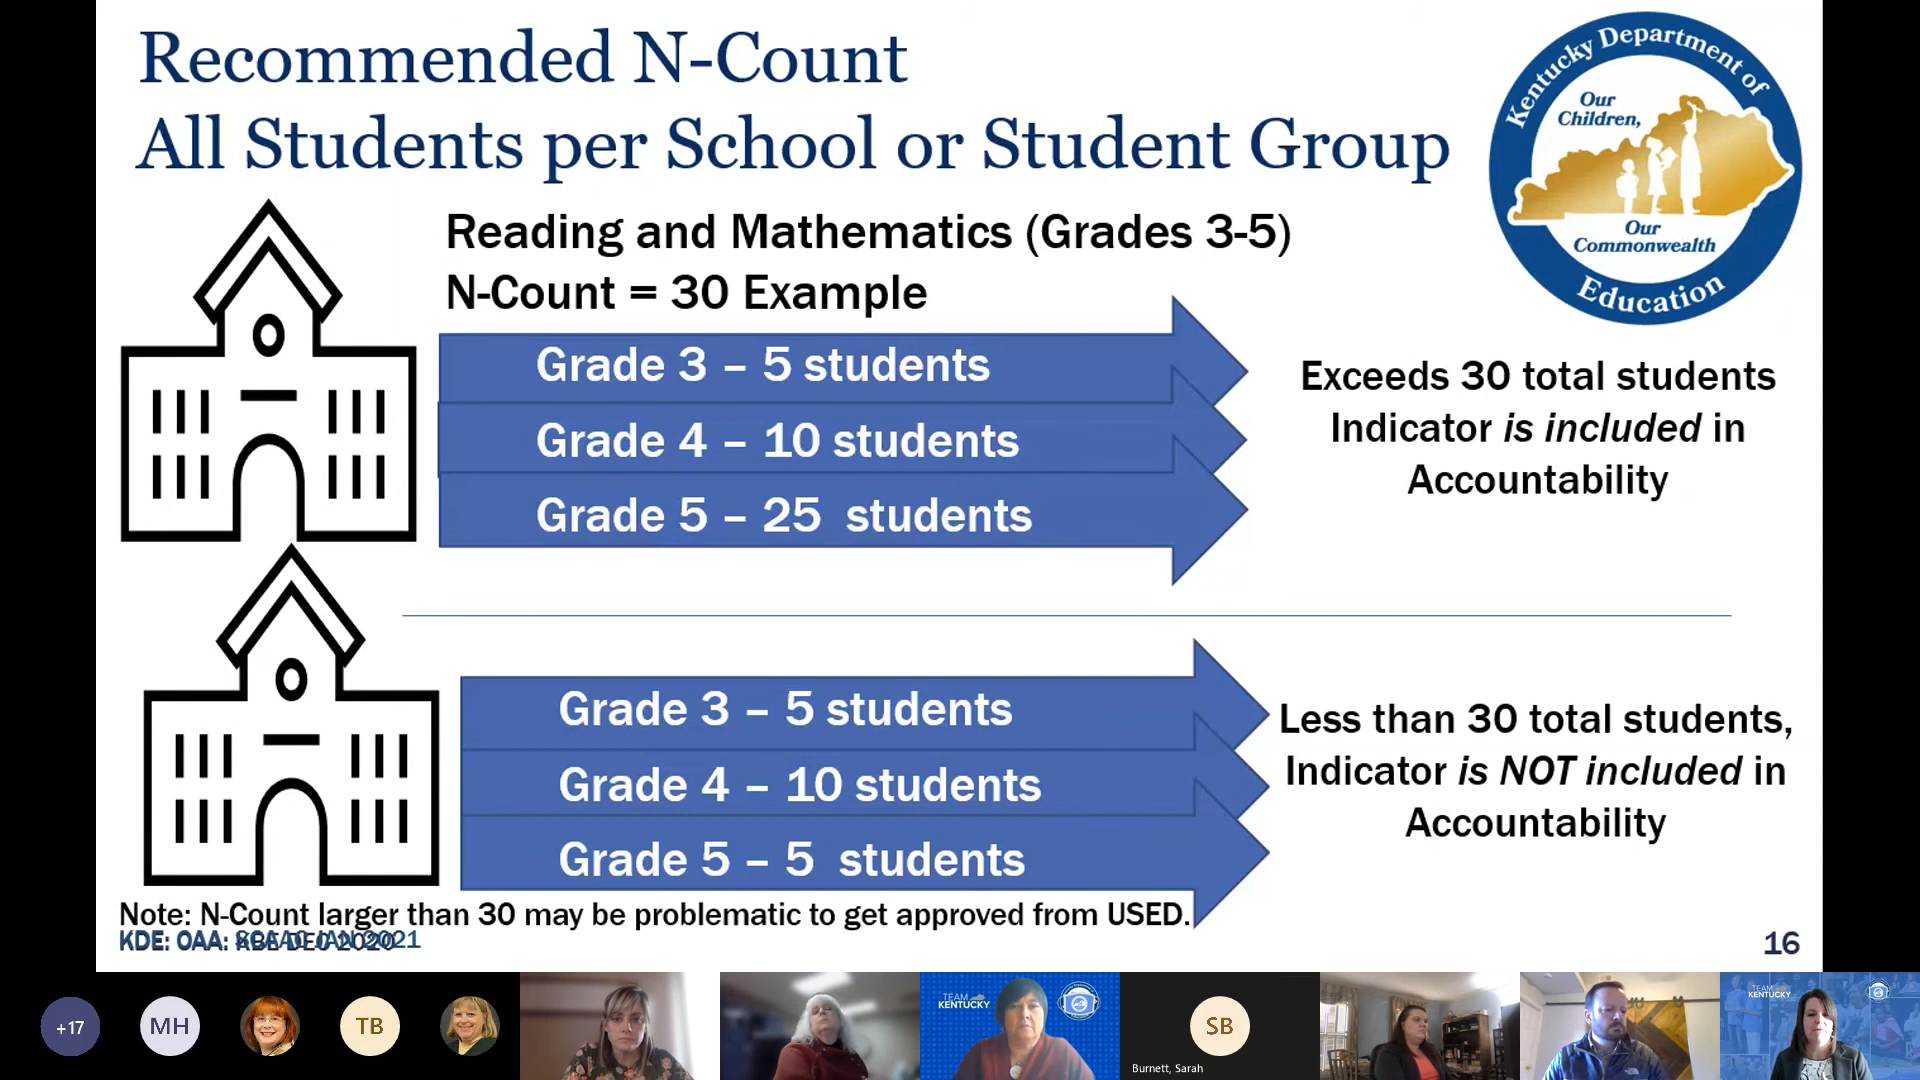 Recommended N-Count
All Students per School or Student Group
Kentucky Department of
Education
Our
Children,
Our
Commonwealth
Reading and Mathematics (Grades 3-5)
N-Count = 30 Example
Grade 3 – 5 students
Grade 4 – 10 students
Grade 5 – 25 students
Exceeds 30 total students
Indicator is included in
Accountability
Grade 3 – 5 students
Grade 4 – 10 students
Grade 5 – 5 students
Less than 30 total students,
Indicator is NOT included in
Accountability
Note: N-Count larger than 30 may be problematic to get approved from USED.
KDE: OAA:
16
+17
MH
TB
TEAM
KENTUCKY
SB
Burnett, Sarah
TEAM
KENTUCKY